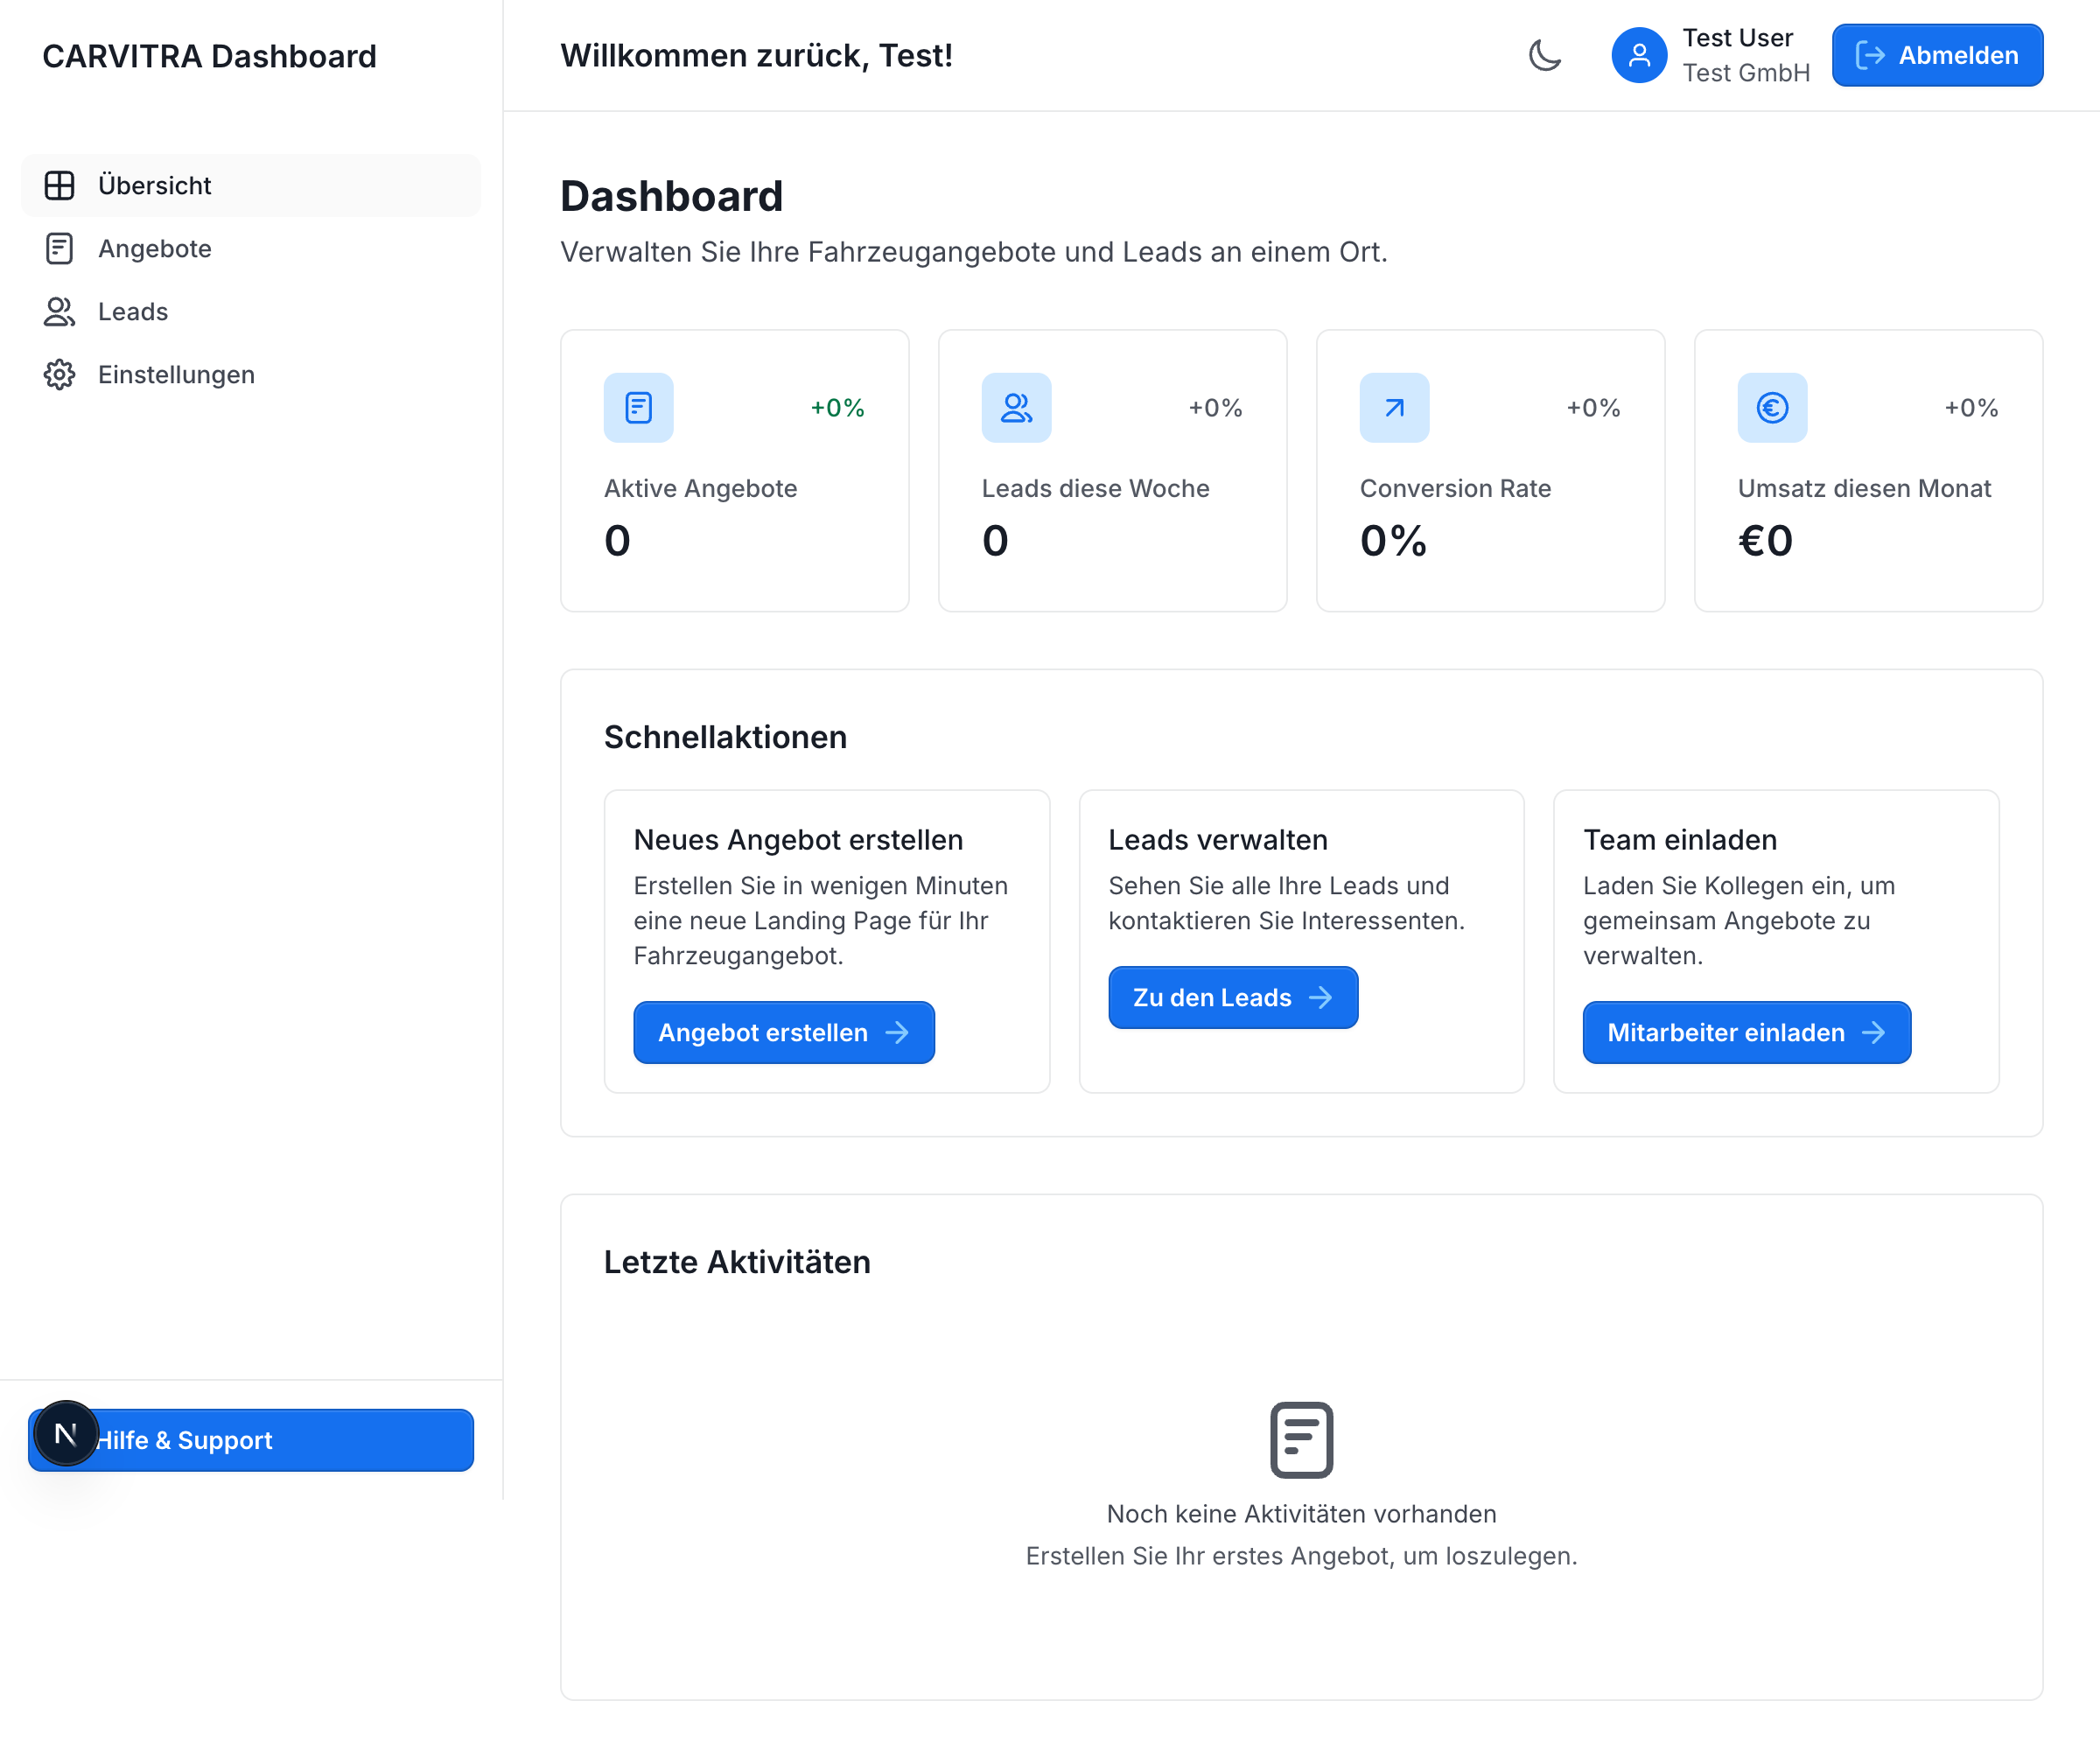 CARVITRA Dashboard
Übersicht
Angebote
Leads
Einstellungen
N
Hilfe & Support
Willkommen zurück, Test!
Test User
Test GmbH
Abmelden
Dashboard
Verwalten Sie Ihre Fahrzeugangebote und Leads an einem Ort.
+0%
Aktive Angebote
0
+0%
Leads diese Woche
0
+0%
Conversion Rate
0%
+0%
Umsatz diesen Monat
€0
Schnellaktionen
Neues Angebot erstellen
Erstellen Sie in wenigen Minuten
eine neue Landing Page für Ihr
Fahrzeugangebot.
Angebot erstellen
Leads verwalten
Sehen Sie alle Ihre Leads und
kontaktieren Sie Interessenten.
Zu den Leads
Team einladen
Laden Sie Kollegen ein, um
gemeinsam Angebote zu
verwalten.
Mitarbeiter einladen
Letzte Aktivitäten
Noch keine Aktivitäten vorhanden
Erstellen Sie Ihr erstes Angebot, um loszulegen.